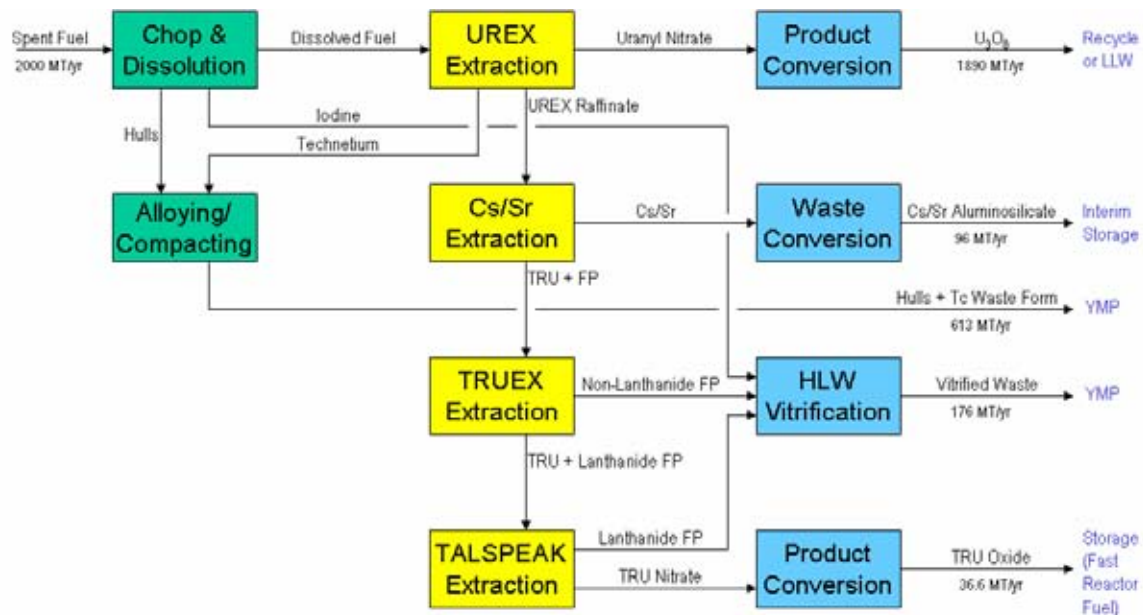 Spent Fuel
2000 MT/yr
Chop &
Dissolution
Dissolved Fuel
UREX
Extraction
Uranyl Nitrate
Product
Conversion
U3O8
1890 MT/yr
Recycle
or LLW
Hulls
Iodine
Technetium
UREX Raffinate
Alloying/
Compacting
Cs/Sr
Extraction
Cs/Sr
Waste
Conversion
Cs/Sr Aluminosilicate
96 MT/yr
Interim
Storage
TRU + FP
Hulls + Tc Waste Form
613 MT/yr
YMP
TRUEX
Extraction
Non-Lanthanide FP
HLW
Vitrification
Vitrified Waste
176 MT/yr
YMP
TRU + Lanthanide FP
TALSPEAK
Extraction
Lanthanide FP
TRU Nitrate
Product
Conversion
TRU Oxide
36.6 MT/yr
Storage
(Fast
Reactor
Fuel)